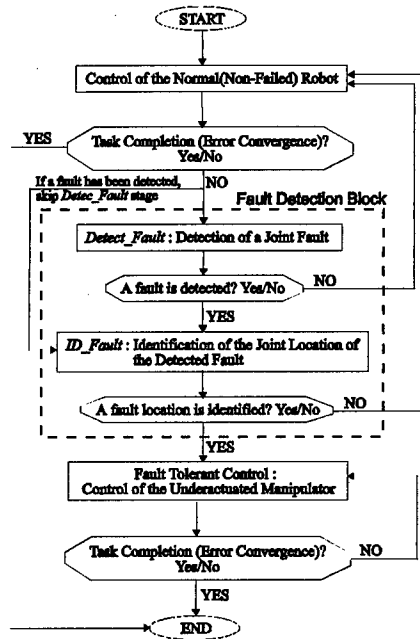 START
Control of the Normal(Non-Failed) Robot
YES
Task Completion (Error Convergence)?
Yes/No
If a fault has been detected,
skip Detec_Fault stage
NO
Fault Detection Block
Detect_Fault : Detection of a Joint Fault
A fault is detected? Yes/No
NO
YES
ID_Fault : Identification of the Joint Location of
the Detected Fault
A fault location is identified? Yes/No
NO
YES
Fault Tolerant Control :
Control of the Underactuated Manipulator
Task Completion (Error Convergence)?
Yes/No
NO
YES
END